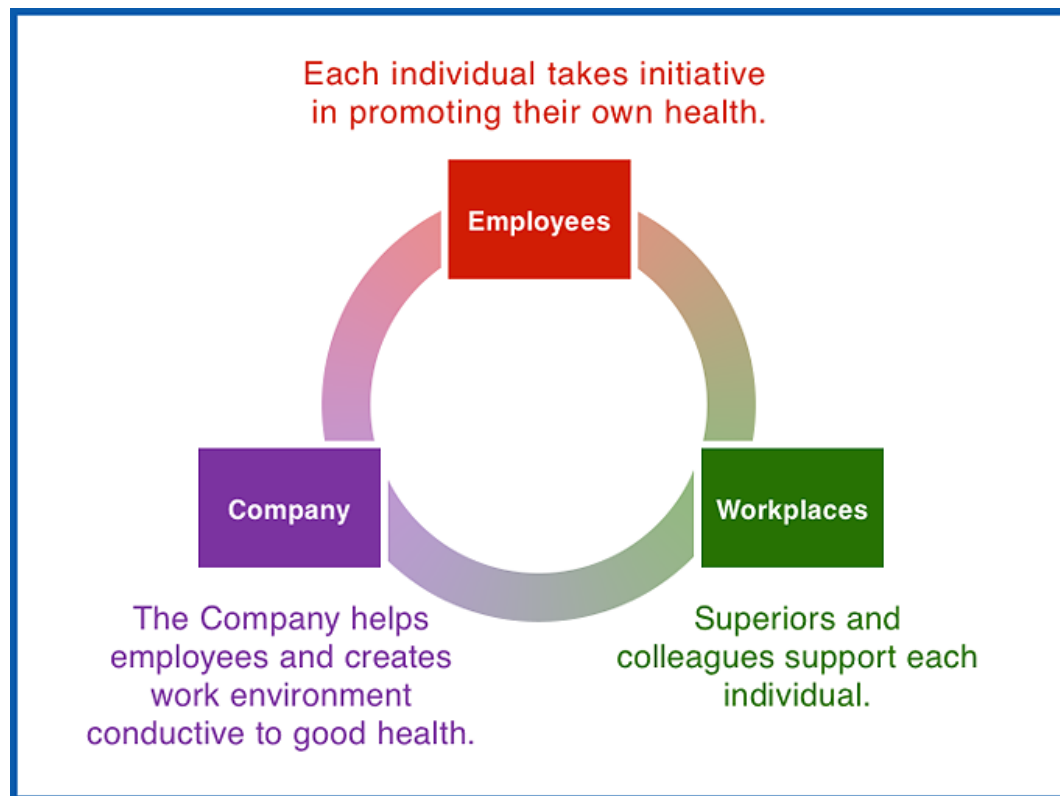 Each individual takes initiative
in promoting their own health.
Employees
Company
Workplaces
The Company helps
employees and creates
work environment
conductive to good health.
Superiors and
colleagues support each
individual.